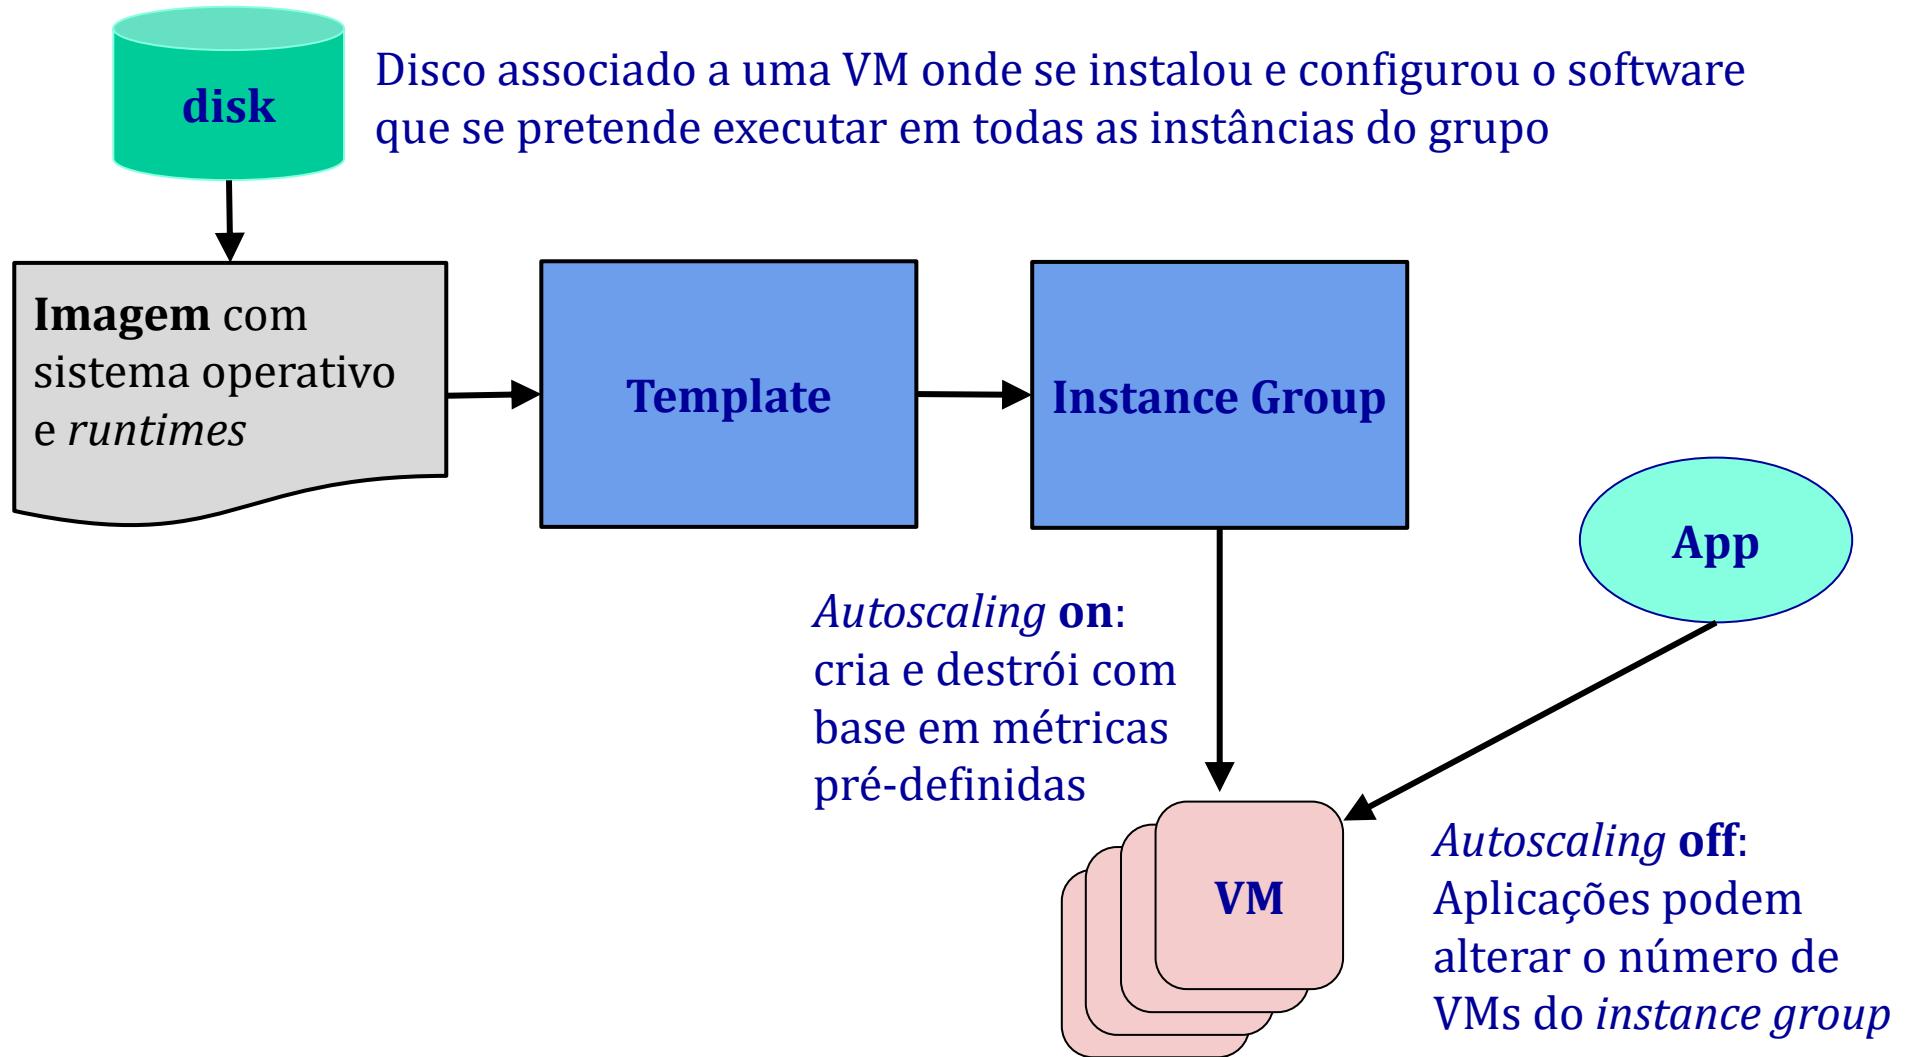 disk
Disco associado a uma VM onde se instalou e configurou o software
que se pretende executar em todas as instâncias do grupo
Imagem com
sistema operativo
e runtimes
Template
Instance Group
App
Autoscaling on:
cria e destrói com
base em métricas
pré-definidas
VM
Autoscaling off:
Aplicações podem
alterar o número de
VMs do instance group